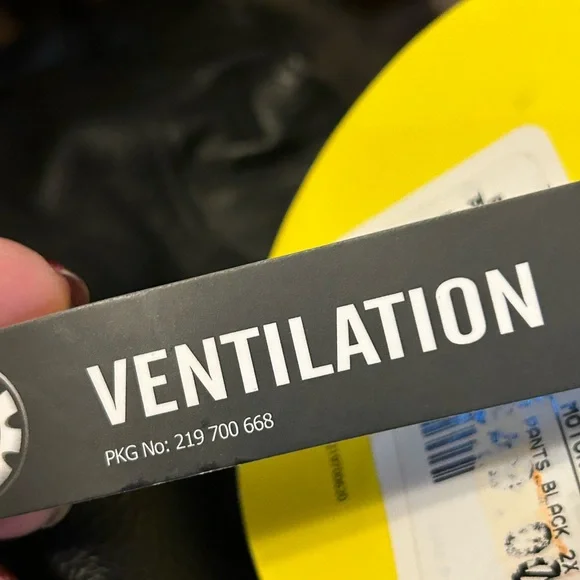 VENTILATION
PKG No: 219 700 668
PANTS BLACK 2X